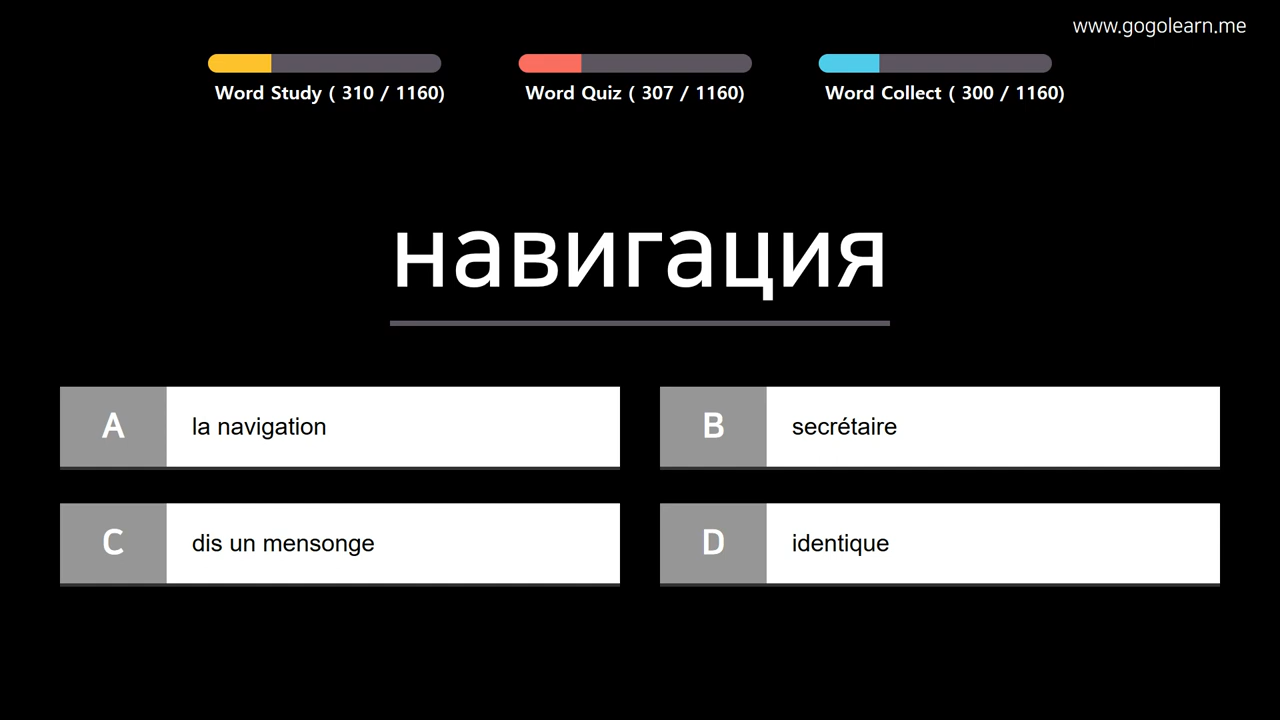 www.gogolearn.me
Word Study ( 310 / 1160)
Word Quiz ( 307 / 1160)
Word Collect ( 300 / 1160)
навигация
A
la navigation
B
secrétaire
C
dis un mensonge
D
identique